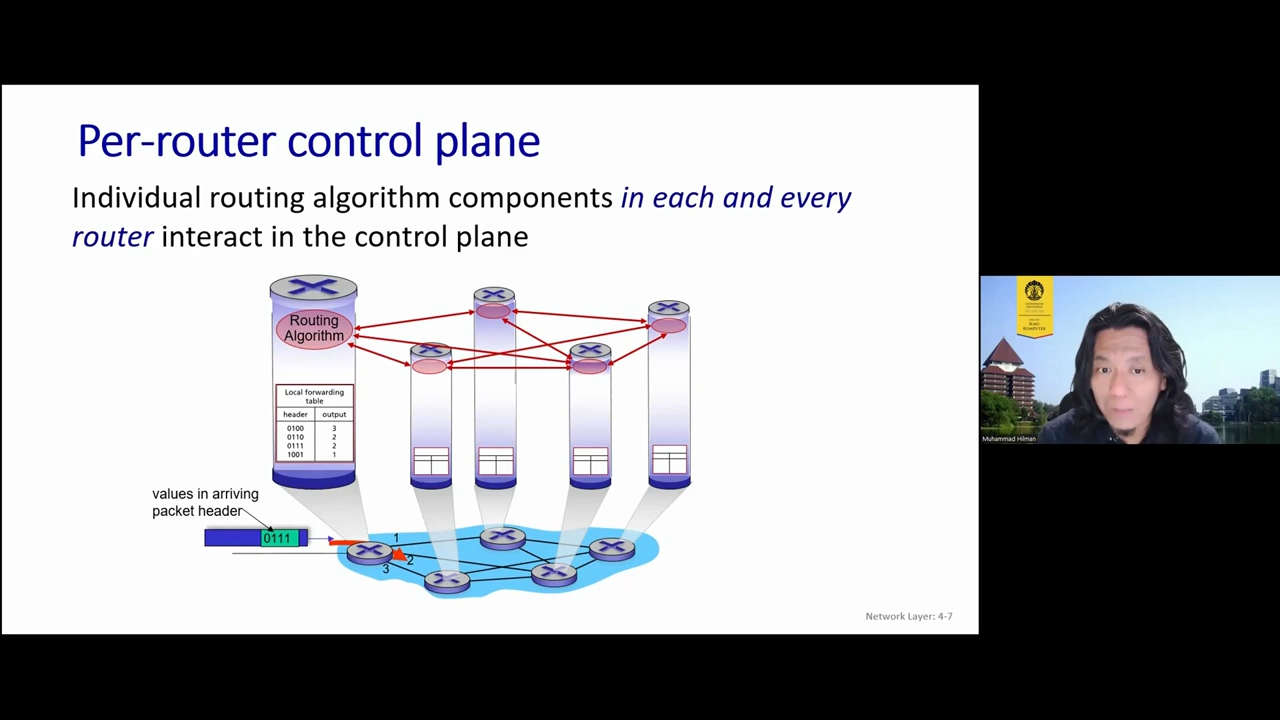 Per-router control plane
Individual routing algorithm components in each and every
router interact in the control plane
Routing
Algorithm
Local forwarding
table
header output
0100 3
0110 2
0111 2
1001 1
values in arriving
packet header
0111
1
2
3
Network Layer: 4-7
ILMU
KOMPUTER
Muhammad Hilman